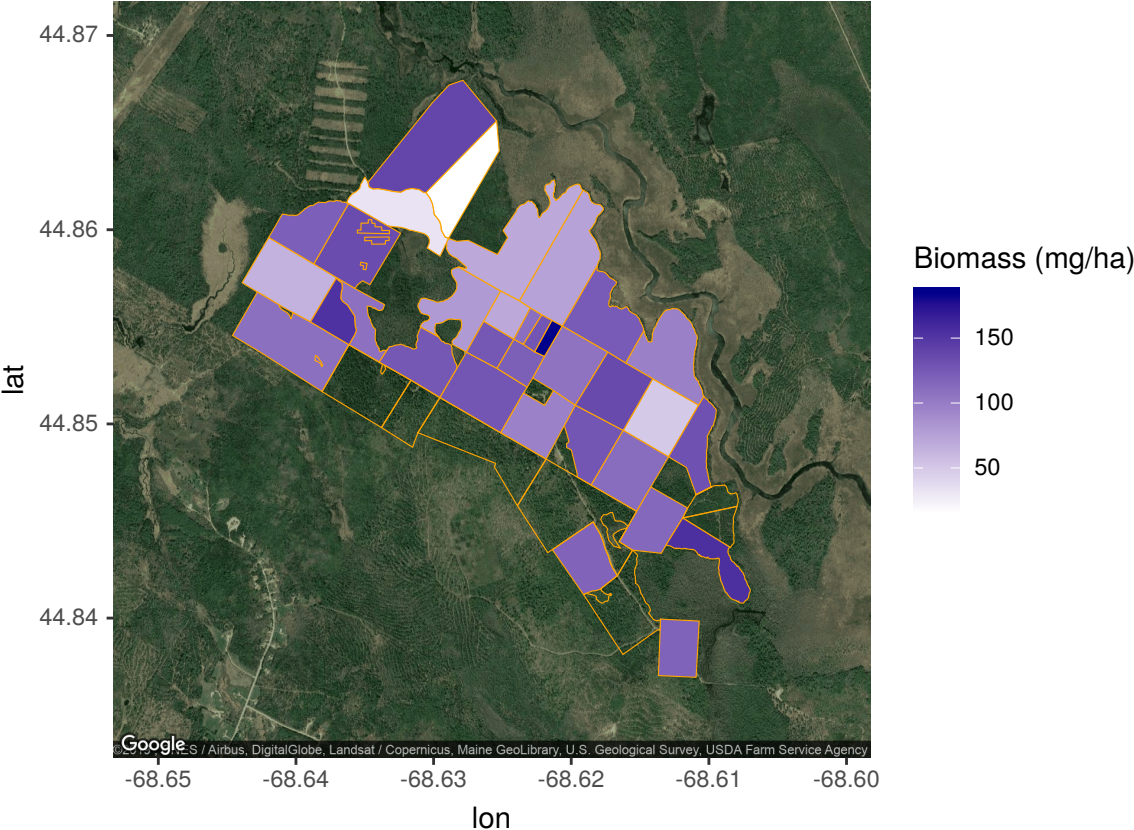 44.87
44.86
44.85
44.84
lat
-68.65
-68.64
-68.63
-68.62
-68.61
-68.60
lon
Biomass (mg/ha)
150
100
50
Google
/ Airbus, DigitalGlobe, Landsat / Copernicus, Maine GeoLibrary, U.S. Geological Survey, USDA Farm Service Agency